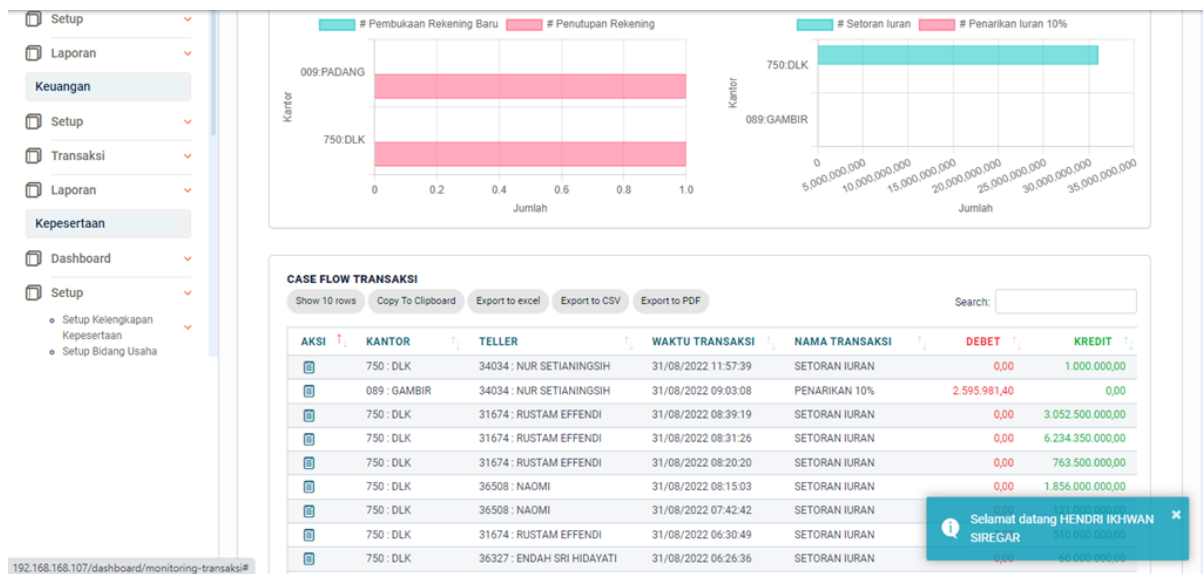 Setup
Laporan
Keuangan
Setup
Transaksi
Laporan
Kepesertaan
Dashboard
Setup
Setup Kelengkapan
Kepesertaan
Setup Bidang Usaha
# Pembukaan Rekening Baru # Penutupan Rekening
Kantor
009:PADANG
750:DLK
0 0.2 0.4 0.6 0.8 1.0
Jumlah
# Setoran Iuran # Penarikan Iuran 10%
Kantor
750:DLK
089:GAMBIR
0 5.000.000.000 10.000.000.000 15.000.000.000 20.000.000.000 25.000.000.000 30.000.000.000 35.000.000.000
Jumlah
CASE FLOW TRANSAKSI
Show 10 rows Copy To Clipboard Export to excel Export to CSV Export to PDF Search:
AKSI KANTOR TELLER WAKTU TRANSAKSI NAMA TRANSAKSI DEBET KREDIT
750 : DLK 34034 : NUR SETIANINGSIH 31/08/2022 11:57:39 SETORAN IURAN 0,00 1.000.000,00
089 : GAMBIR 34034 : NUR SETIANINGSIH 31/08/2022 09:03:08 PENARIKAN 10% 2.595.981,40 0,00
750 : DLK 31674 : RUSTAM EFFENDI 31/08/2022 08:39:19 SETORAN IURAN 0,00 3.052.500.000,00
750 : DLK 31674 : RUSTAM EFFENDI 31/08/2022 08:31:26 SETORAN IURAN 0,00 6.234.350.000,00
750 : DLK 31674 : RUSTAM EFFENDI 31/08/2022 08:20:20 SETORAN IURAN 0,00 763.500.000,00
750 : DLK 36508 : NAOMI 31/08/2022 08:15:03 SETORAN IURAN 0,00 1.856.000.000,00
750 : DLK 36508 : NAOMI 31/08/2022 07:42:42 SETORAN IURAN
750 : DLK 31674 : RUSTAM EFFENDI 31/08/2022 06:30:49 SETORAN IURAN
750 : DLK 36327 : ENDAH SRI HIDAYATI 31/08/2022 06:26:36 SETORAN IURAN
Selamat datang HENDRI IKHWAN
SIREGAR
192.168.168.107/dashboard/monitoring-transaksi#